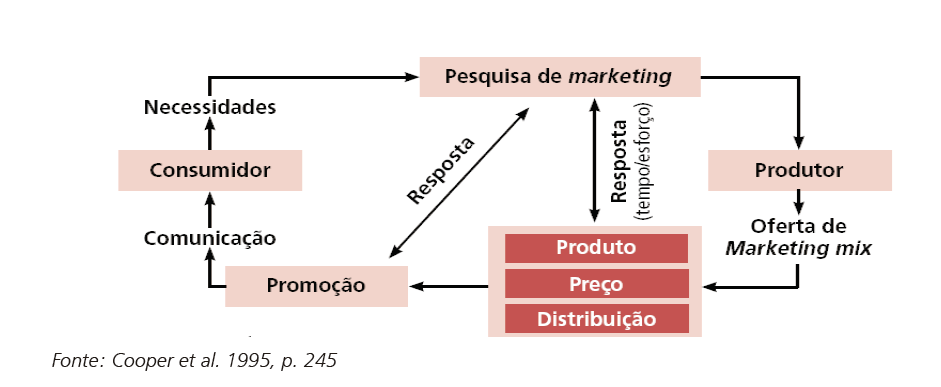 Pesquisa de marketing
Necessidades
Consumidor
Comunicação
Promoção
Resposta
Resposta
(tempo/esforço)
Produtor
Oferta de
Marketing mix
Produto
Preço
Distribuição
Fonte: Cooper et al. 1995, p. 245